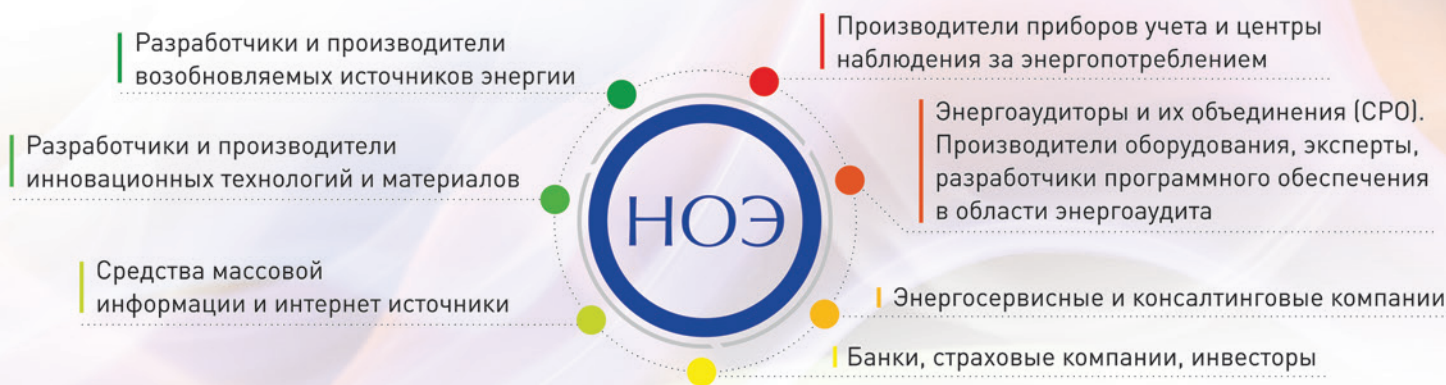 Разработчики и производители
возобновляемых источников энергии
Разработчики и производители
инновационных технологий и материалов
Средства массовой
информации и интернет источники
НОЭ
Производители приборов учета и центры
наблюдения за энергопотреблением
Энергоаудиторы и их объединения (СРО).
Производители оборудования, эксперты,
разработчики программного обеспечения
в области энергоаудита
Энергосервисные и консалтинговые компании
Банки, страховые компании, инвесторы